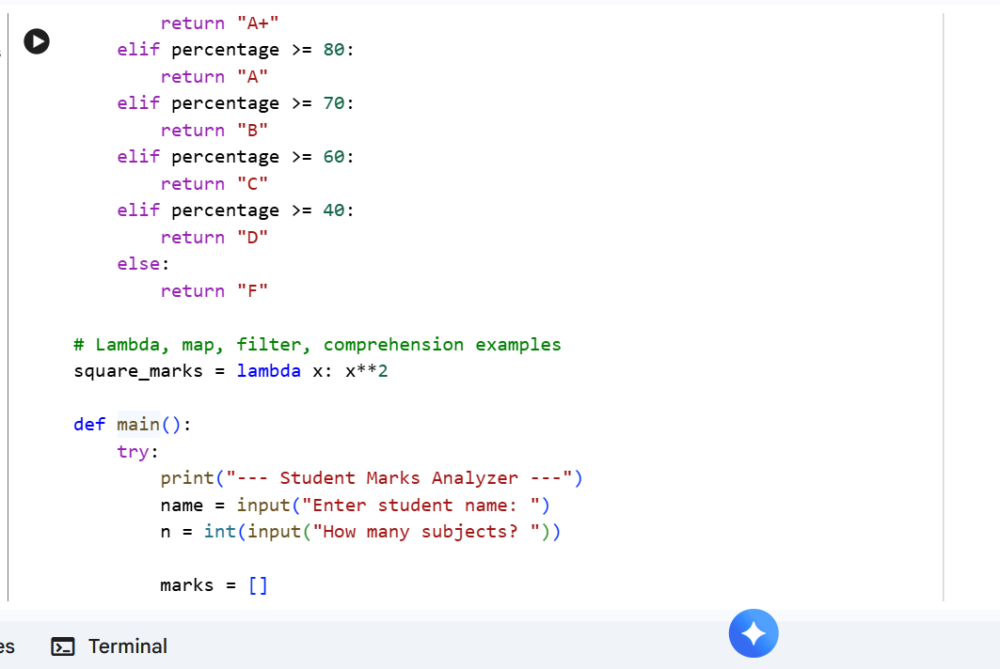 return "A+"
elif percentage >= 80:
return "A"
elif percentage >= 70:
return "B"
elif percentage >= 60:
return "C"
elif percentage >= 40:
return "D"
else:
return "F"
# Lambda, map, filter, comprehension examples
square_marks = lambda x: x**2
def main():
try:
print("--- Student Marks Analyzer ---")
name = input("Enter student name: ")
n = int(input("How many subjects? "))
marks = []
es
Terminal